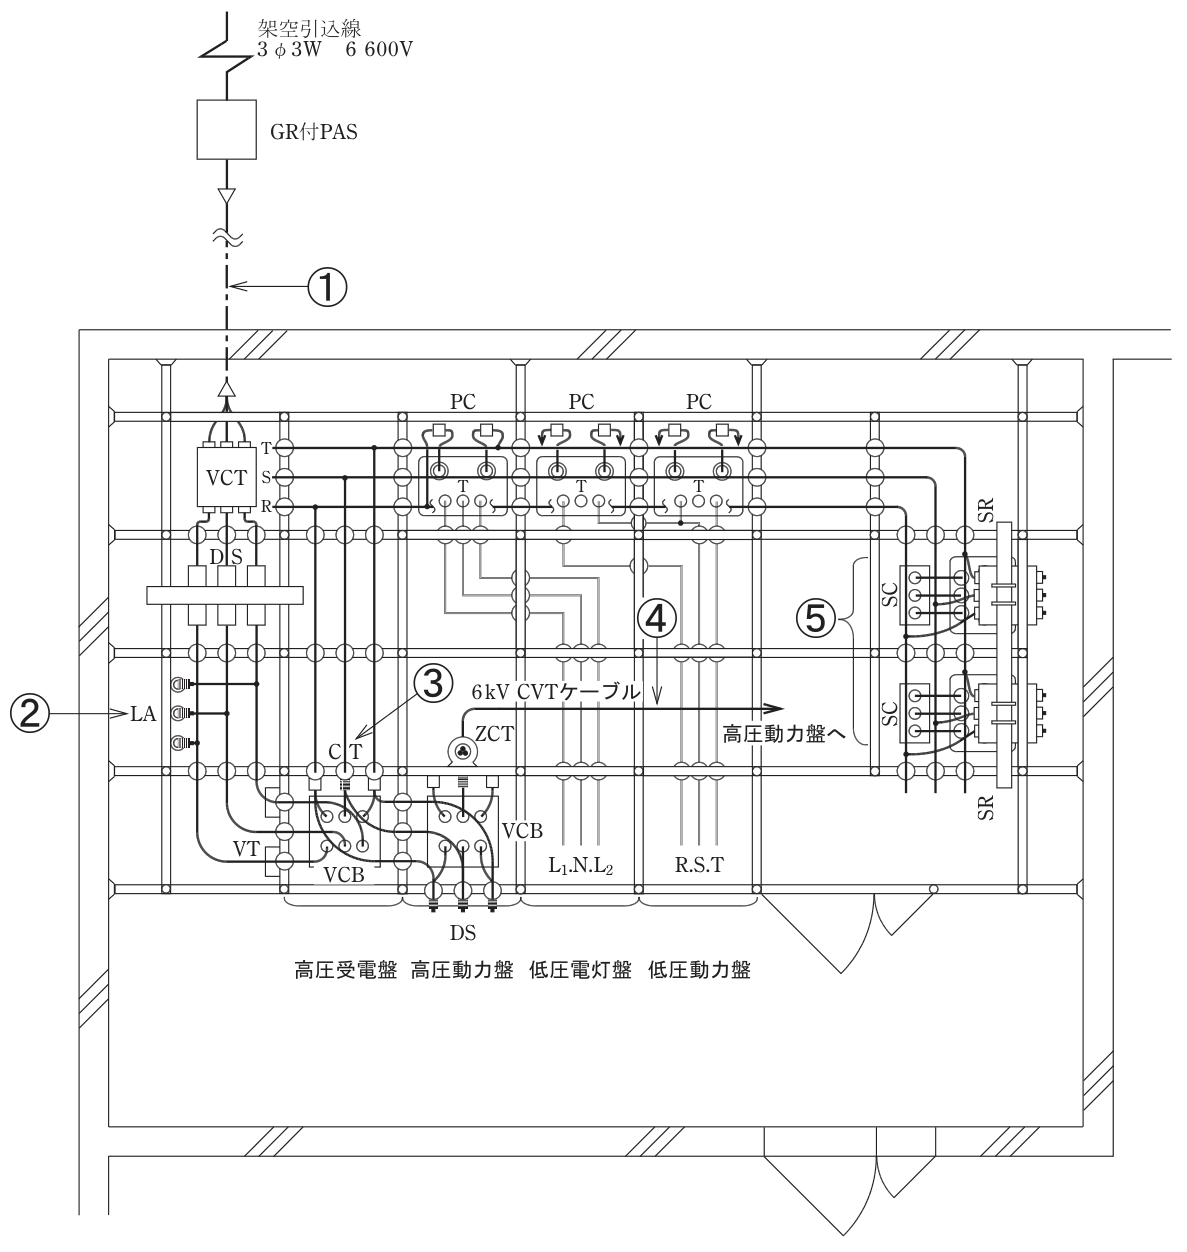 架空引込線
3φ3W　6 600V
GR付PAS
①
PC
PC
PC
T
VCT
S
R
T
T
T
DS
SR
SC
④
⑤
③
②
LA
6kV CVTケーブル
ZCT
高圧動力盤へ
CT
SC
SR
VT
VCB
VCB
L₁.N.L₂
R.S.T
DS
高圧受電盤
高圧動力盤
低圧電灯盤
低圧動力盤